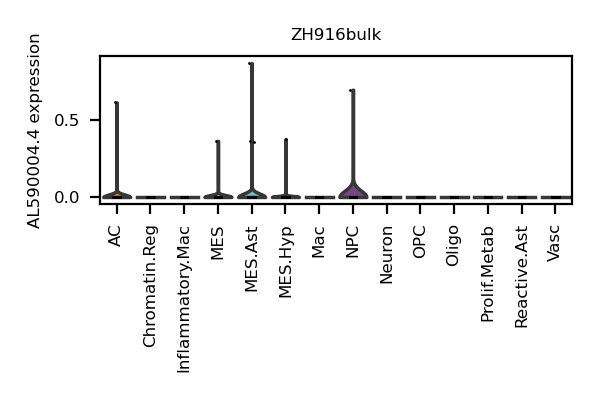 ZH916bulk
AL590004.4 expression
0.5
0.0
AC
Chromatin.Reg
Inflammatory.Mac
MES
MES.Ast
MES.Hyp
Mac
NPC
Neuron
OPC
Oligo
Prolif.Metab
Reactive.Ast
Vasc